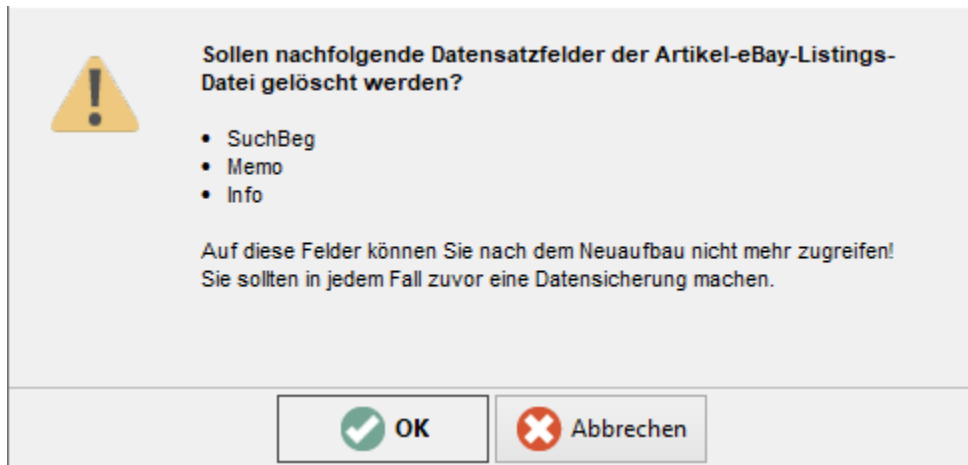 Sollen nachfolgende Datensatzfelder der Artikel-eBay-Listings-
Datei gelöscht werden?
• SuchBeg
• Memo
• Info
Auf diese Felder können Sie nach dem Neuaufbau nicht mehr zugreifen!
Sie sollten in jedem Fall zuvor eine Datensicherung machen.
OK
Abbrechen